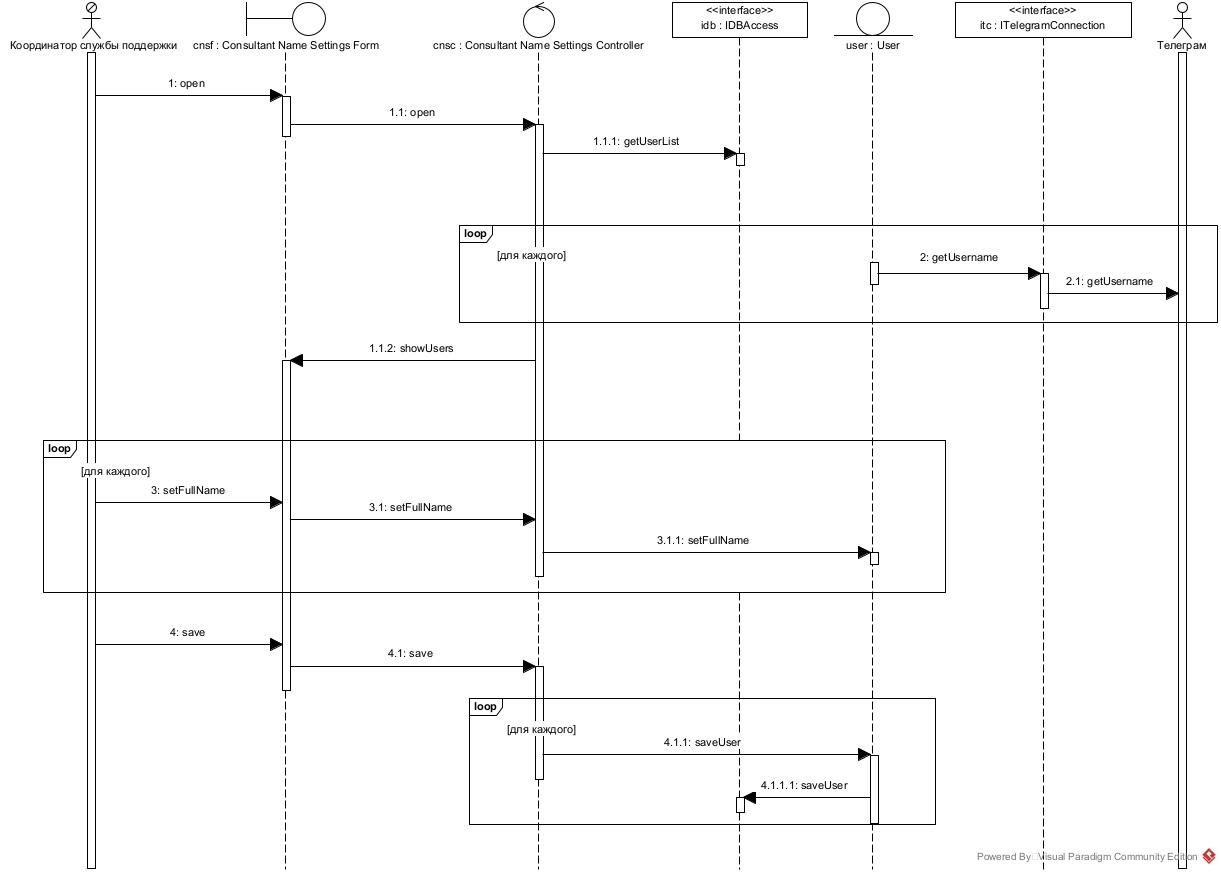 Координатор службы поддержки
cnsf : Consultant Name Settings Form
cnsc : Consultant Name Settings Controller
<<interface>>
idb : IDBAccess
user : User
<<interface>>
itc : ITelegramConnection
Телеграм
1: open
1.1: open
1.1.1: getUserList
loop
[для каждого]
2: getUsername
2.1: getUsername
1.1.2: showUsers
loop
[для каждого]
3: setFullName
3.1: setFullName
3.1.1: setFullName
4: save
4.1: save
loop
[для каждого]
4.1.1: saveUser
4.1.1.1: saveUser
Powered By Visual Paradigm Community Edition